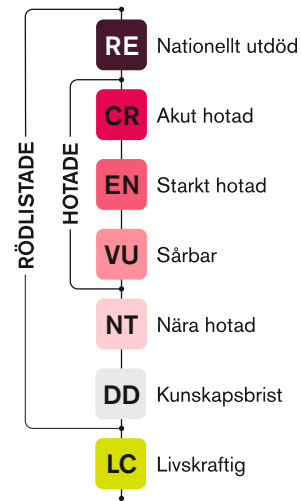 RE Nationellt utdöd
CR Akut hotad
EN Starkt hotad
VU Sårbar
NT Nära hotad
DD Kunskapsbrist
LC Livskraftig
RÖDLISTADE
HOTADE